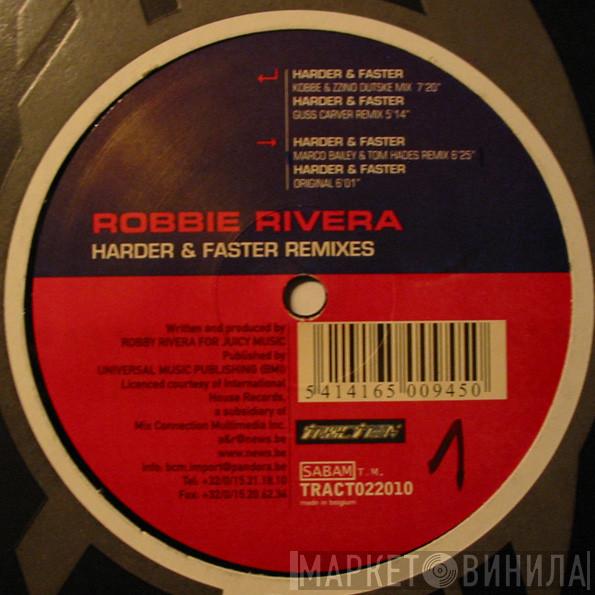 HARDER & FASTER
KOBBE & ZZINO DUTSKE MIX 7'20"
HARDER & FASTER
GUSS CARVER REMIX 5'14"
HARDER & FASTER
MARCO BAILEY & TOM HADES REMIX 6'25"
HARDER & FASTER
ORIGINAL 6'01"
ROBBIE RIVERA
HARDER & FASTER REMIXES
Written and produced by
ROBBY RIVERA FOR JUICY MUSIC
Published by
UNIVERSAL MUSIC PUBLISHING (BMI)
Licenced courtesy of International
House Records,
a subsidiary of
Mix Connection Multimedia Inc.
a&r@news.be
www.news.be
info: bcm.import@pandora.be
Tel. +32/0/15.21.18.10
Fax: +32/0/15.20.62.36
5 414165 009450
SABAM T.M.
TRACT022010
made in belgium
1
МАРКЕТ ВИНИЛА